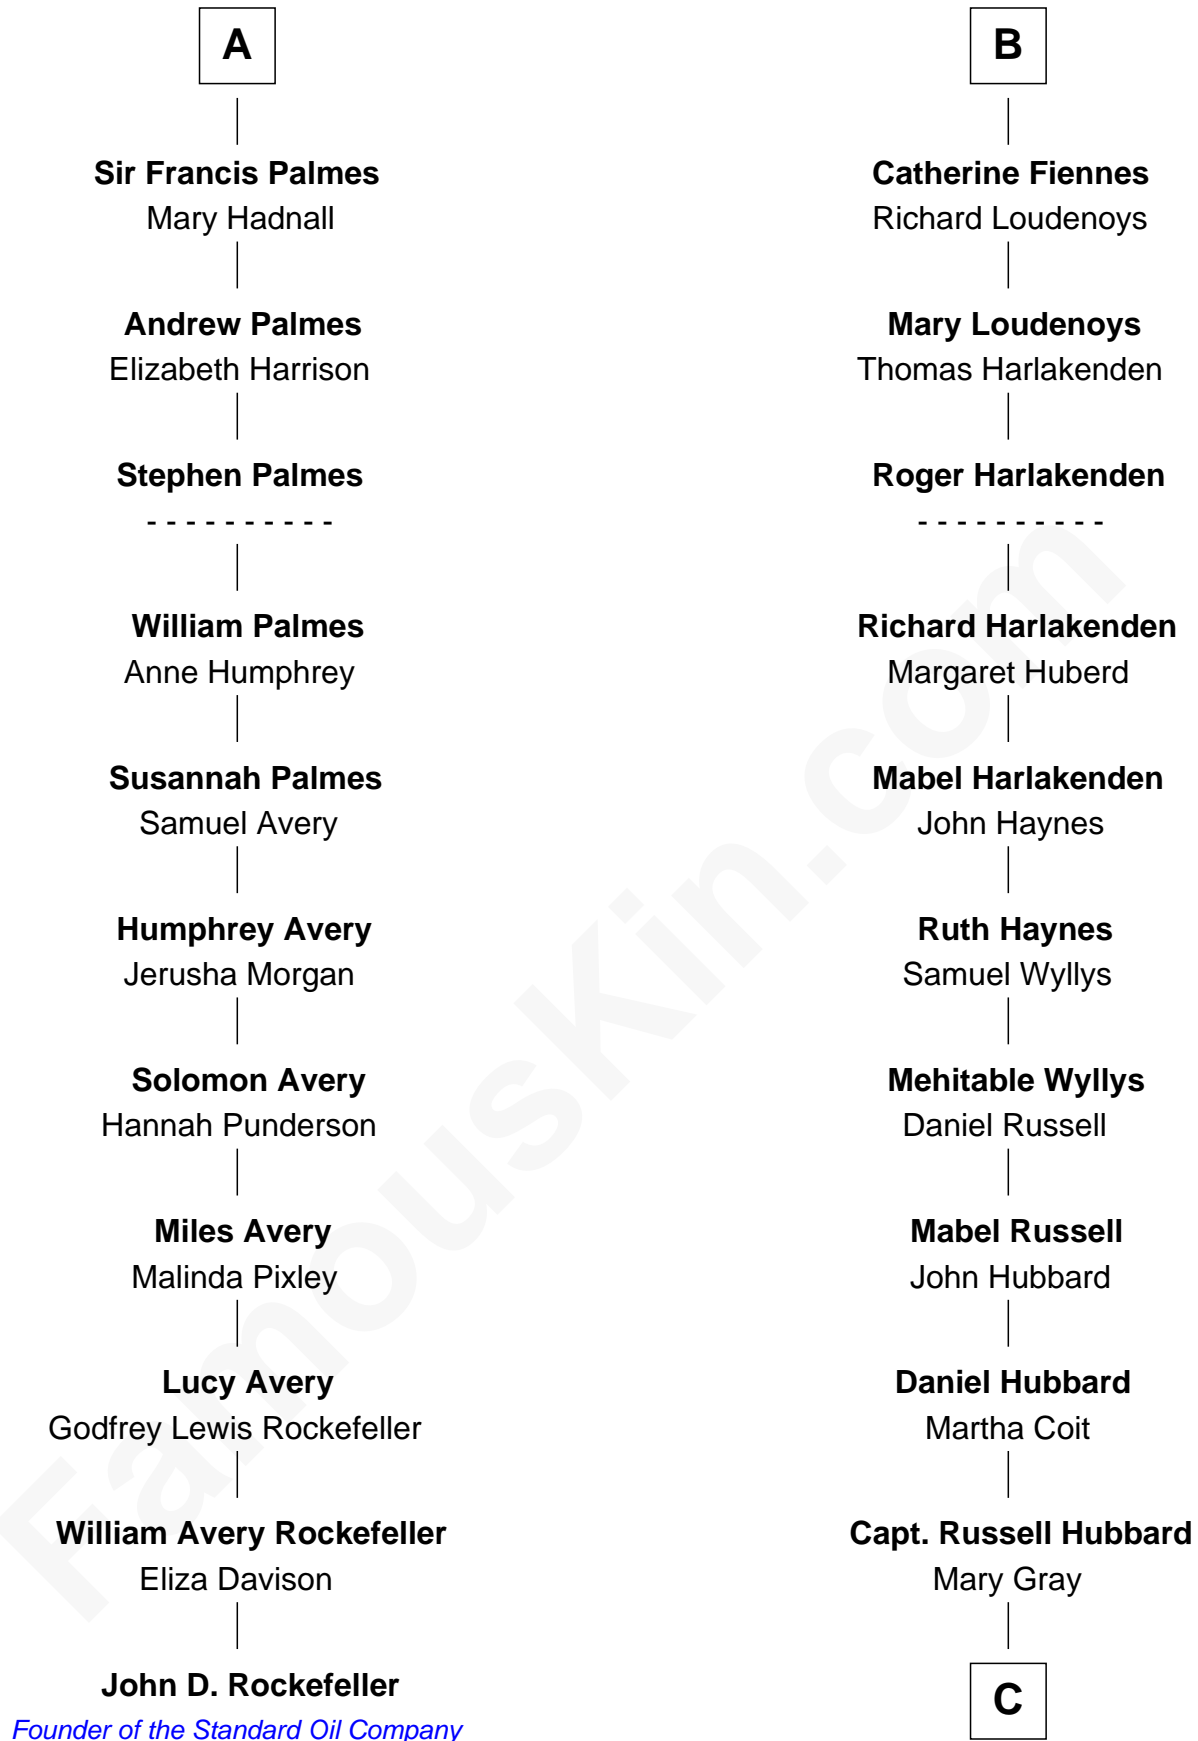 A
Sir Francis Palmes
Mary Hadnall
Andrew Palmes
Elizabeth Harrison
Stephen Palmes
- - - - - - - - - -
William Palmes
Anne Humphrey
Susannah Palmes
Samuel Avery
Humphrey Avery
Jerusha Morgan
Solomon Avery
Hannah Punderson
Miles Avery
Malinda Pixley
Lucy Avery
Godfrey Lewis Rockefeller
William Avery Rockefeller
Eliza Davison
John D. Rockefeller
Founder of the Standard Oil Company
B
Catherine Fiennes
Richard Loudenoys
Mary Loudenoys
Thomas Harlakenden
Roger Harlakenden
- - - - - - - - - -
Richard Harlakenden
Margaret Huberd
Mabel Harlakenden
John Haynes
Ruth Haynes
Samuel Wyllys
Mehitable Wyllys
Daniel Russell
Mabel Russell
John Hubbard
Daniel Hubbard
Martha Coit
Capt. Russell Hubbard
Mary Gray
C
FamousKin.com